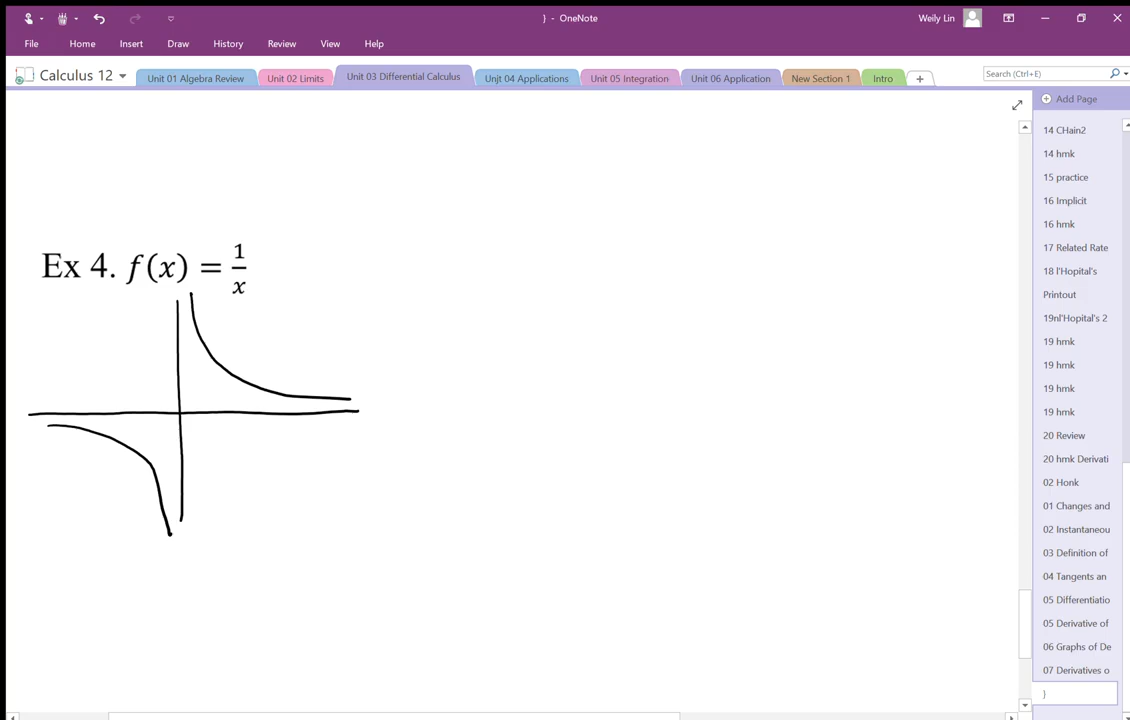 } - OneNote
Weily Lin
File Home Insert Draw History Review View Help
Calculus 12
Unit 01 Algebra Review
Unit 02 Limits
Unit 03 Differential Calculus
Unit 04 Applications
Unit 05 Integration
Unit 06 Application
New Section 1
Intro
+
Search (Ctrl+E)
Add Page
14 CHain2
14 hmk
15 practice
16 Implicit
16 hmk
17 Related Rate
18 l'Hopital's
Printout
19nl'Hopital's 2
19 hmk
19 hmk
19 hmk
19 hmk
20 Review
20 hmk Derivati
02 Honk
01 Changes and
02 Instantaneou
03 Definition of
04 Tangents an
05 Differentiatio
05 Derivative of
06 Graphs of De
07 Derivatives o
}
Ex 4. f(x) = 1/x